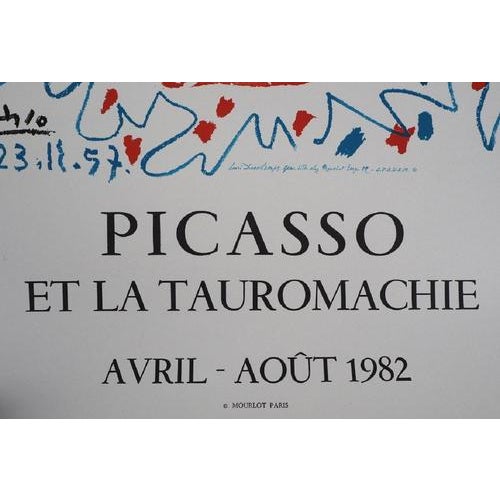 23.11.57.
PICASSO
ET LA TAUROMACHIE
AVRIL - AOÛT 1982
© MOURLOT PARIS